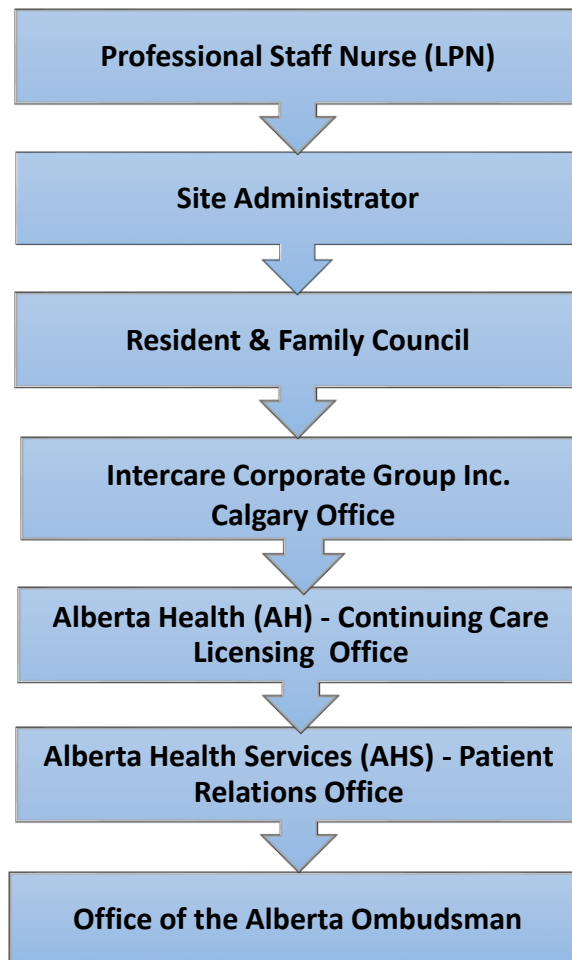 Professional Staff Nurse (LPN)
Site Administrator
Resident & Family Council
Intercare Corporate Group Inc.
Calgary Office
Alberta Health (AH) - Continuing Care
Licensing  Office
Alberta Health Services (AHS) - Patient
Relations Office
Office of the Alberta Ombudsman